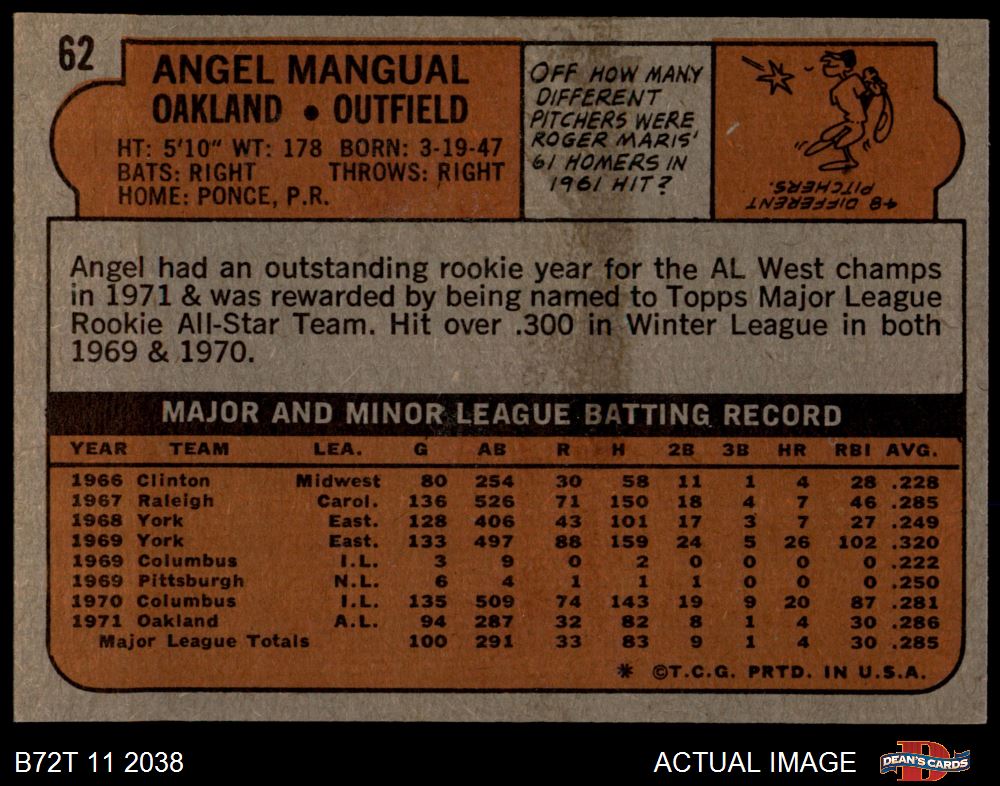 62
ANGEL MANGUAL
OAKLAND • OUTFIELD
HT: 5'10" WT: 178 BORN: 3-19-47
BATS: RIGHT THROWS: RIGHT
HOME: PONCE, P.R.
OFF HOW MANY
DIFFERENT
PITCHERS WERE
ROGER MARIS'
61 HOMERS IN
1961 HIT?
48 DIFFERENT
PITCHERS.
Angel had an outstanding rookie year for the AL West champs
in 1971 & was rewarded by being named to Topps Major League
Rookie All-Star Team. Hit over .300 in Winter League in both
1969 & 1970.
MAJOR AND MINOR LEAGUE BATTING RECORD
YEAR TEAM LEA. G AB R H 2B 3B HR RBI AVG.
1966 Clinton Midwest 80 254 30 58 11 1 4 28 .228
1967 Raleigh Carol. 136 526 71 150 18 4 7 46 .285
1968 York East. 128 406 43 101 17 3 7 27 .249
1969 York East. 133 497 88 159 24 5 26 102 .320
1969 Columbus I.L. 3 9 0 2 0 0 0 0 .222
1969 Pittsburgh N.L. 6 4 1 1 1 0 0 0 .250
1970 Columbus I.L. 135 509 74 143 19 9 20 87 .281
1971 Oakland A.L. 94 287 32 82 8 1 4 30 .286
Major League Totals 100 291 33 83 9 1 4 30 .285
* ©T.C.G. PRTD. IN U.S.A.
B72T 11 2038
ACTUAL IMAGE
D
DEAN'S CARDS